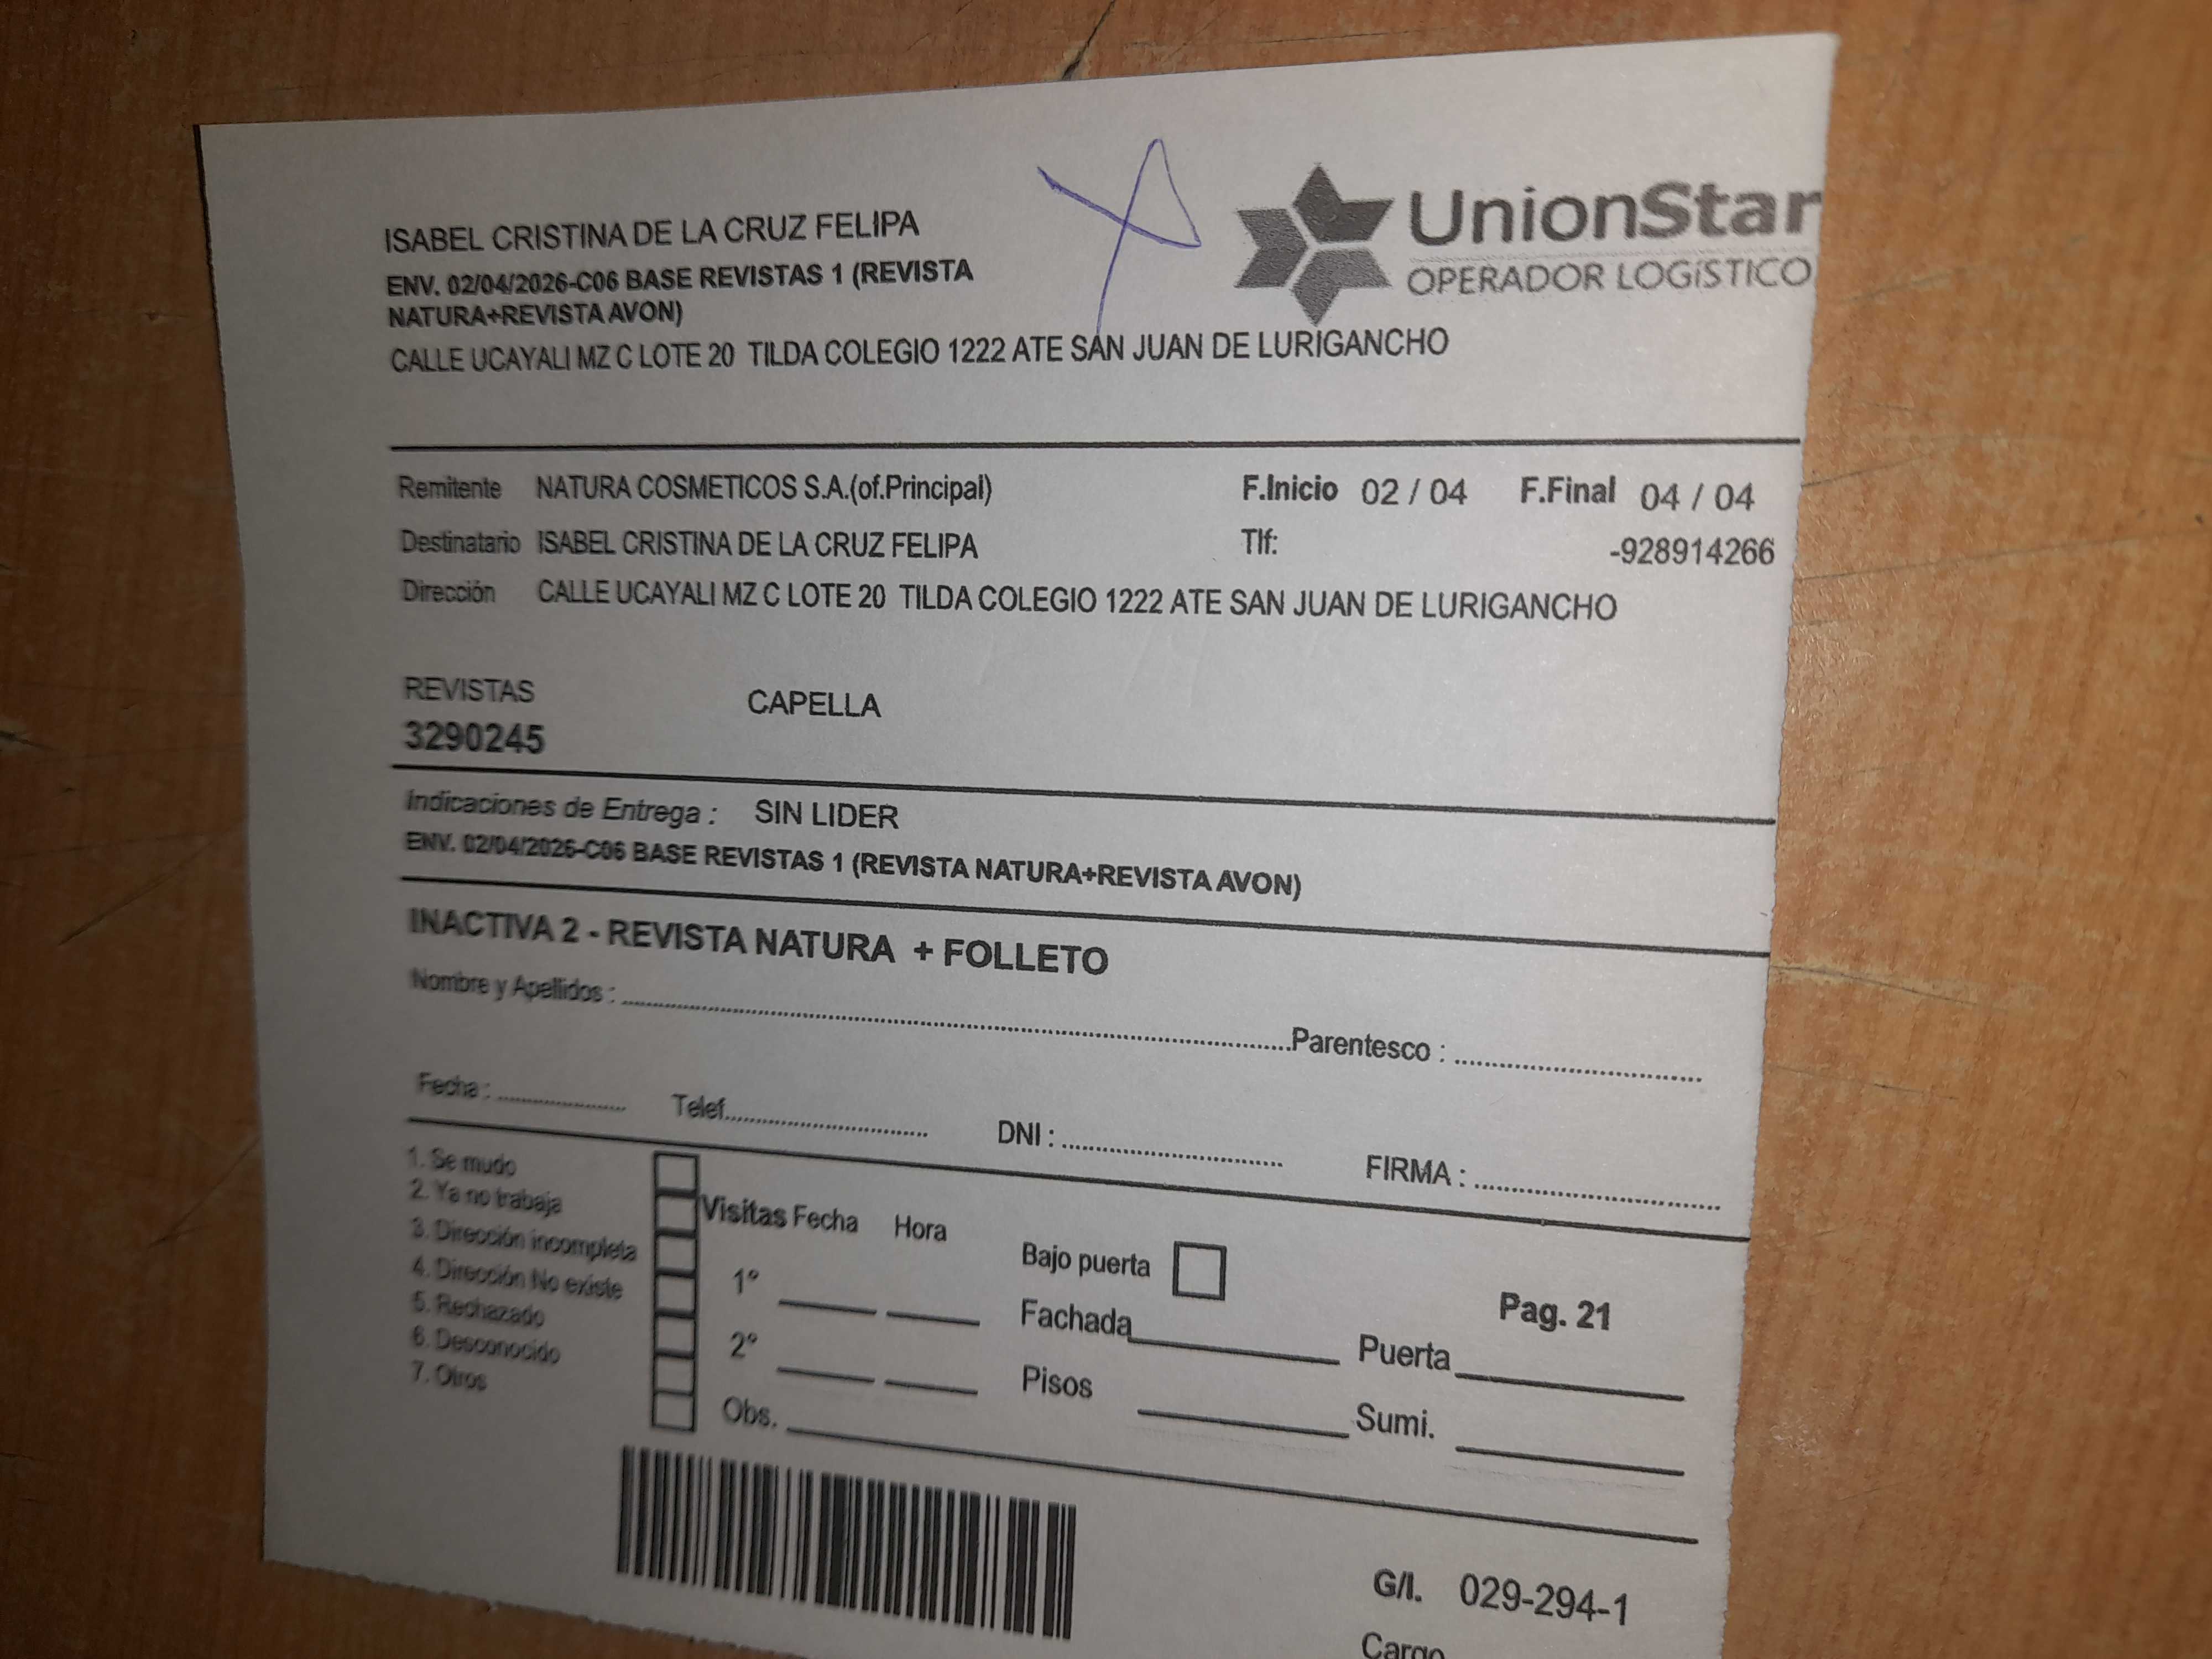 ISABEL CRISTINA DE LA CRUZ FELIPA
ENV. 02/04/2026-C06 BASE REVISTAS 1 (REVISTA
NATURA+REVISTA AVON)
CALLE UCAYALI MZ C LOTE 20 TILDA COLEGIO 1222 ATE SAN JUAN DE LURIGANCHO
UnionStar
OPERADOR LOGíSTICO
Remitente NATURA COSMETICOS S.A.(of.Principal) F.Inicio 02 / 04 F.Final 04 / 04
Destinatario ISABEL CRISTINA DE LA CRUZ FELIPA Tlf: -928914266
Dirección CALLE UCAYALI MZ C LOTE 20 TILDA COLEGIO 1222 ATE SAN JUAN DE LURIGANCHO
REVISTAS CAPELLA
3290245
Indicaciones de Entrega : SIN LIDER
ENV. 02/04/2026-C06 BASE REVISTAS 1 (REVISTA NATURA+REVISTA AVON)
INACTIVA 2 - REVISTA NATURA + FOLLETO
Nombre y Apellidos : Parentesco :
Fecha : Telef. DNI : FIRMA :
1. Se mudo
2. Ya no trabaja
3. Dirección incompleta
4. Dirección No existe
5. Rechazado
6. Desconocido
7. Otros
Visitas Fecha Hora
1°
2°
Obs.
Bajo puerta
Fachada Puerta
Pisos Sumi.
Pag. 21
G/I. 029-294-1
Cargo